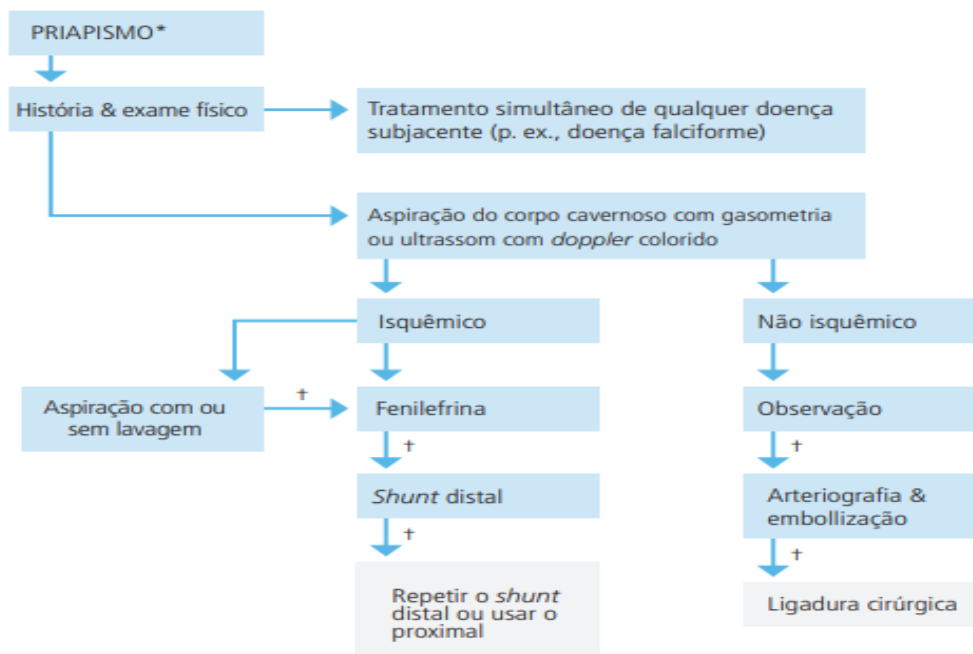 PRIAPISMO*
História & exame físico
Tratamento simultâneo de qualquer doença
subjacente (p. ex., doença falciforme)
Aspiração do corpo cavernoso com gasometria
ou ultrassom com doppler colorido
Isquêmico
Não isquêmico
Aspiração com ou
sem lavagem
†
Fenilefrina
Observação
†
†
Shunt distal
Arteriografia &
embollização
†
†
Repetir o shunt
distal ou usar o
proximal
Ligadura cirúrgica